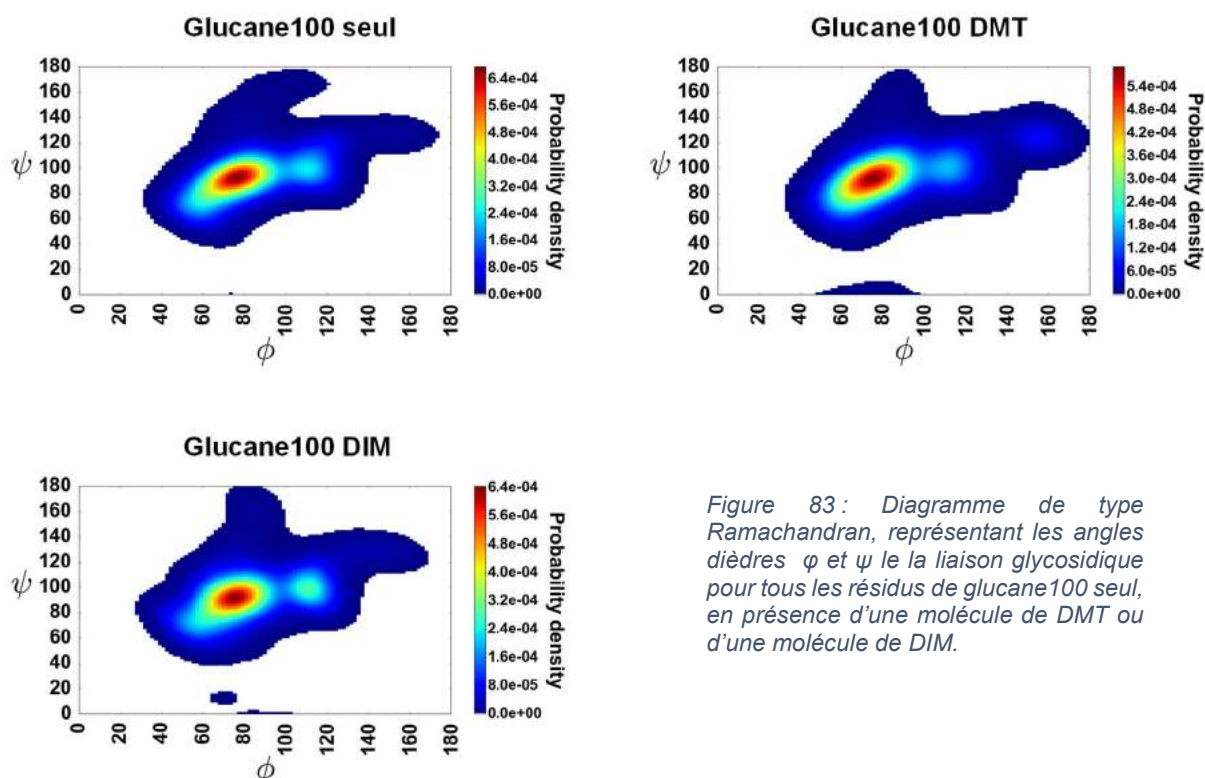 Glucane100 seul
180
160
140
120
100
80
60
40
20
0
ψ
0 20 40 60 80 100 120 140 160 180
ϕ
6.4e-04
5.6e-04
4.8e-04
4.0e-04
3.2e-04
2.4e-04
1.6e-04
8.0e-05
0.0e+00
Probability density
Glucane100 DMT
180
160
140
120
100
80
60
40
20
0
ψ
0 20 40 60 80 100 120 140 160 180
ϕ
5.4e-04
4.8e-04
4.2e-04
3.6e-04
3.0e-04
2.4e-04
1.8e-04
1.2e-04
6.0e-05
0.0e+00
Probability density
Glucane100 DIM
180
160
140
120
100
80
60
40
20
0
ψ
0 20 40 60 80 100 120 140 160 180
ϕ
6.4e-04
5.6e-04
4.8e-04
4.0e-04
3.2e-04
2.4e-04
1.6e-04
8.0e-05
0.0e+00
Probability density
Figure 83 : Diagramme de type
Ramachandran, représentant les angles
dièdres φ et ψ le la liaison glycosidique
pour tous les résidus de glucane100 seul,
en présence d'une molécule de DMT ou
d'une molécule de DIM.